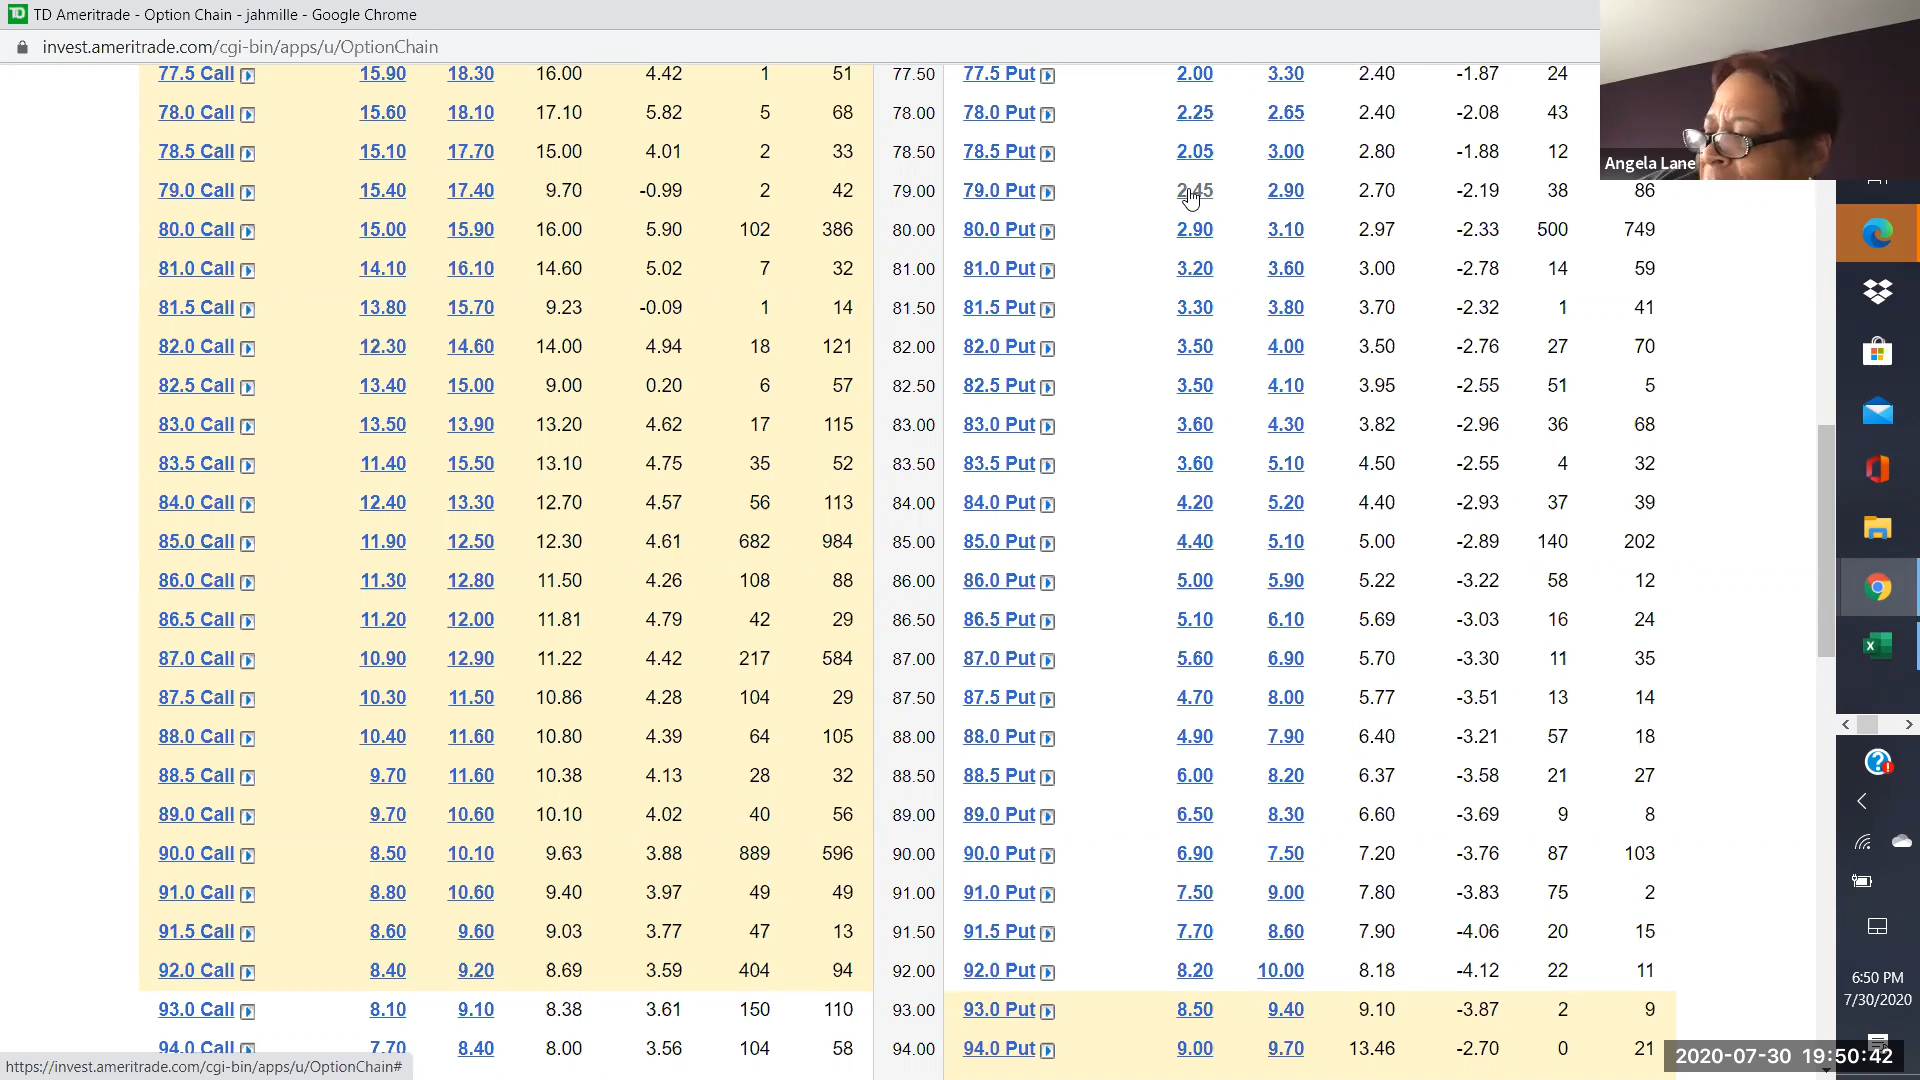 TD Ameritrade - Option Chain - jahmille - Google Chrome
invest.ameritrade.com/cgi-bin/apps/u/OptionChain
Angela Lane
77.5 Call 15.90 18.30 16.00 4.42 1 51 77.50 77.5 Put 2.00 3.30 2.40 -1.87 24
78.0 Call 15.60 18.10 17.10 5.82 5 68 78.00 78.0 Put 2.25 2.65 2.40 -2.08 43
78.5 Call 15.10 17.70 15.00 4.01 2 33 78.50 78.5 Put 2.05 3.00 2.80 -1.88 12
79.0 Call 15.40 17.40 9.70 -0.99 2 42 79.00 79.0 Put 2.45 2.90 2.70 -2.19 38 86
80.0 Call 15.00 15.90 16.00 5.90 102 386 80.00 80.0 Put 2.90 3.10 2.97 -2.33 500 749
81.0 Call 14.10 16.10 14.60 5.02 7 32 81.00 81.0 Put 3.20 3.60 3.00 -2.78 14 59
81.5 Call 13.80 15.70 9.23 -0.09 1 14 81.50 81.5 Put 3.30 3.80 3.70 -2.32 1 41
82.0 Call 12.30 14.60 14.00 4.94 18 121 82.00 82.0 Put 3.50 4.00 3.50 -2.76 27 70
82.5 Call 13.40 15.00 9.00 0.20 6 57 82.50 82.5 Put 3.50 4.10 3.95 -2.55 51 5
83.0 Call 13.50 13.90 13.20 4.62 17 115 83.00 83.0 Put 3.60 4.30 3.82 -2.96 36 68
83.5 Call 11.40 15.50 13.10 4.75 35 52 83.50 83.5 Put 3.60 5.10 4.50 -2.55 4 32
84.0 Call 12.40 13.30 12.70 4.57 56 113 84.00 84.0 Put 4.20 5.20 4.40 -2.93 37 39
85.0 Call 11.90 12.50 12.30 4.61 682 984 85.00 85.0 Put 4.40 5.10 5.00 -2.89 140 202
86.0 Call 11.30 12.80 11.50 4.26 108 88 86.00 86.0 Put 5.00 5.90 5.22 -3.22 58 12
86.5 Call 11.20 12.00 11.81 4.79 42 29 86.50 86.5 Put 5.10 6.10 5.69 -3.03 16 24
87.0 Call 10.90 12.90 11.22 4.42 217 584 87.00 87.0 Put 5.60 6.90 5.70 -3.30 11 35
87.5 Call 10.30 11.50 10.86 4.28 104 29 87.50 87.5 Put 4.70 8.00 5.77 -3.51 13 14
88.0 Call 10.40 11.60 10.80 4.39 64 105 88.00 88.0 Put 4.90 7.90 6.40 -3.21 57 18
88.5 Call 9.70 11.60 10.38 4.13 28 32 88.50 88.5 Put 6.00 8.20 6.37 -3.58 21 27
89.0 Call 9.70 10.60 10.10 4.02 40 56 89.00 89.0 Put 6.50 8.30 6.60 -3.69 9 8
90.0 Call 8.50 10.10 9.63 3.88 889 596 90.00 90.0 Put 6.90 7.50 7.20 -3.76 87 103
91.0 Call 8.80 10.60 9.40 3.97 49 49 91.00 91.0 Put 7.50 9.00 7.80 -3.83 75 2
91.5 Call 8.60 9.60 9.03 3.77 47 13 91.50 91.5 Put 7.70 8.60 7.90 -4.06 20 15
92.0 Call 8.40 9.20 8.69 3.59 404 94 92.00 92.0 Put 8.20 10.00 8.18 -4.12 22 11
93.0 Call 8.10 9.10 8.38 3.61 150 110 93.00 93.0 Put 8.50 9.40 9.10 -3.87 2 9
94.0 Call 7.70 8.40 8.00 3.56 104 58 94.00 94.0 Put 9.00 9.70 13.46 -2.70 0 21
6:50 PM
7/30/2020
https://invest.ameritrade.com/cgi-bin/apps/u/OptionChain#
2020-07-30 19:50:42